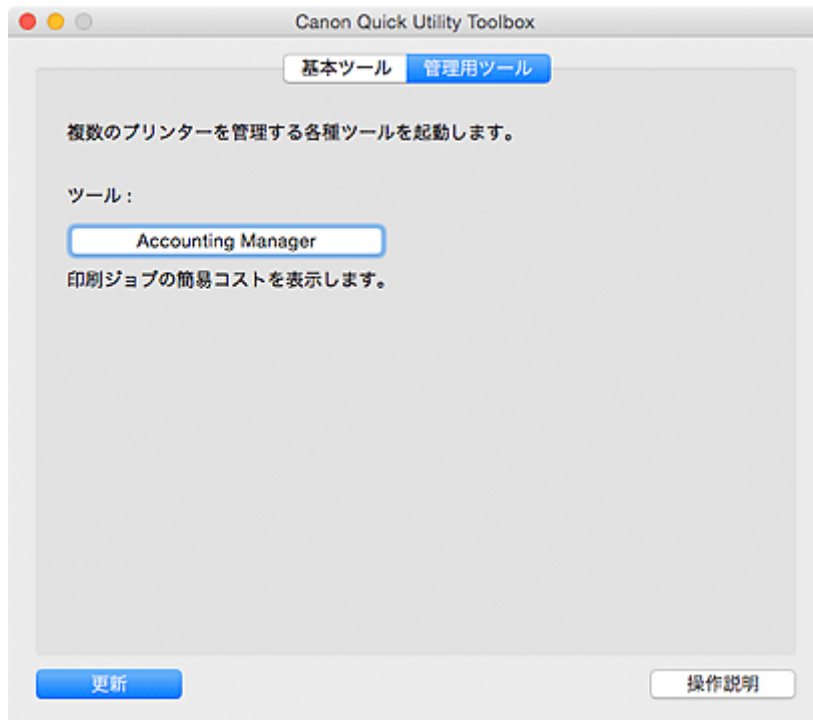 Canon Quick Utility Toolbox
基本ツール 管理用ツール
複数のプリンターを管理する各種ツールを起動します。
ツール：
Accounting Manager
印刷ジョブの簡易コストを表示します。
更新 操作説明